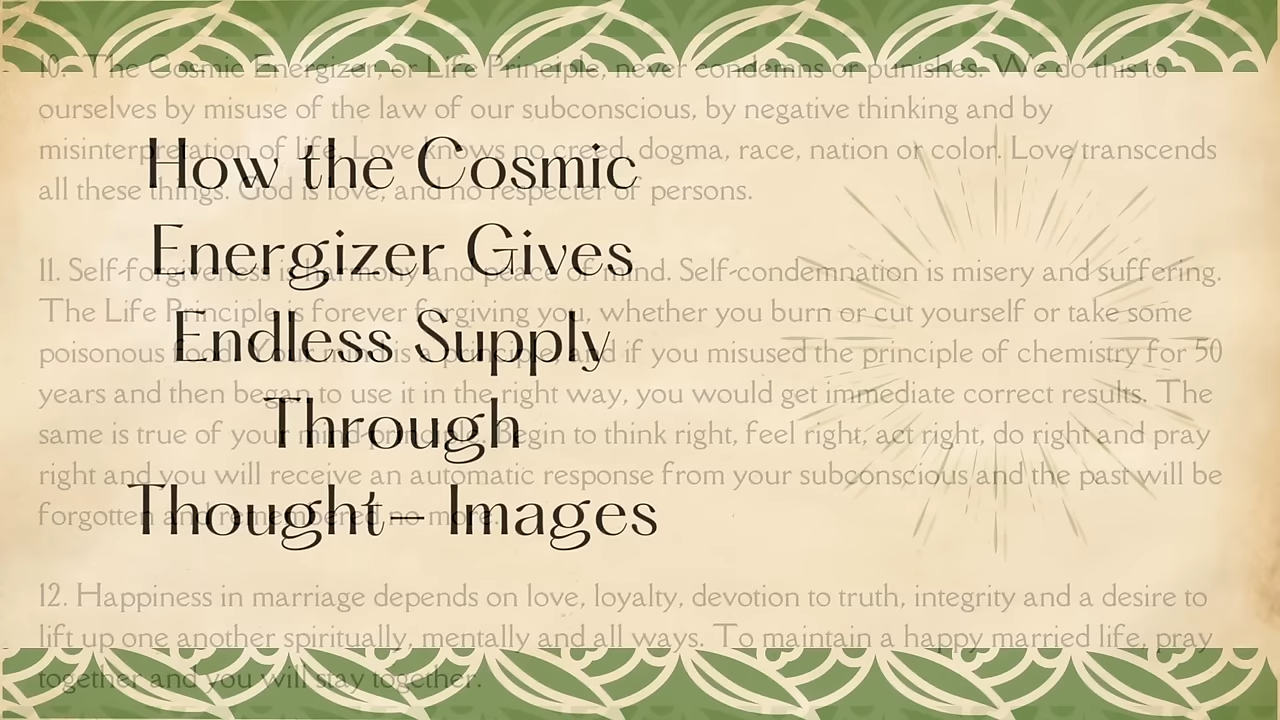 How the Cosmic
Energizer Gives
Endless Supply
Through
Thought– Images
10. The Cosmic Energizer, or Life Principle, never condemns or punishes. We do this to
ourselves by misuse of the law of our subconscious, by negative thinking and by
misinterpretation of life. Love knows no creed, dogma, race, nation or color. Love transcends
all these things. God is love, and no respecter of persons.
11. Self-forgiveness is harmony and peace of mind. Self-condemnation is misery and suffering.
The Life Principle is forever forgiving you, whether you burn or cut yourself or take some
poisonous is a principle, and if you misused the principle of chemistry for 50
years and then began to use it in the right way, you would get immediate correct results. The
same is true of your mind principle. Begin to think right, feel right, act right, do right and pray
right and you will receive an automatic response from your subconscious and the past will be
forgotten and remembered no more.
12. Happiness in marriage depends on love, loyalty, devotion to truth, integrity and a desire to
lift up one another spiritually, mentally and all ways. To maintain a happy married life, pray
together and you will stay together.